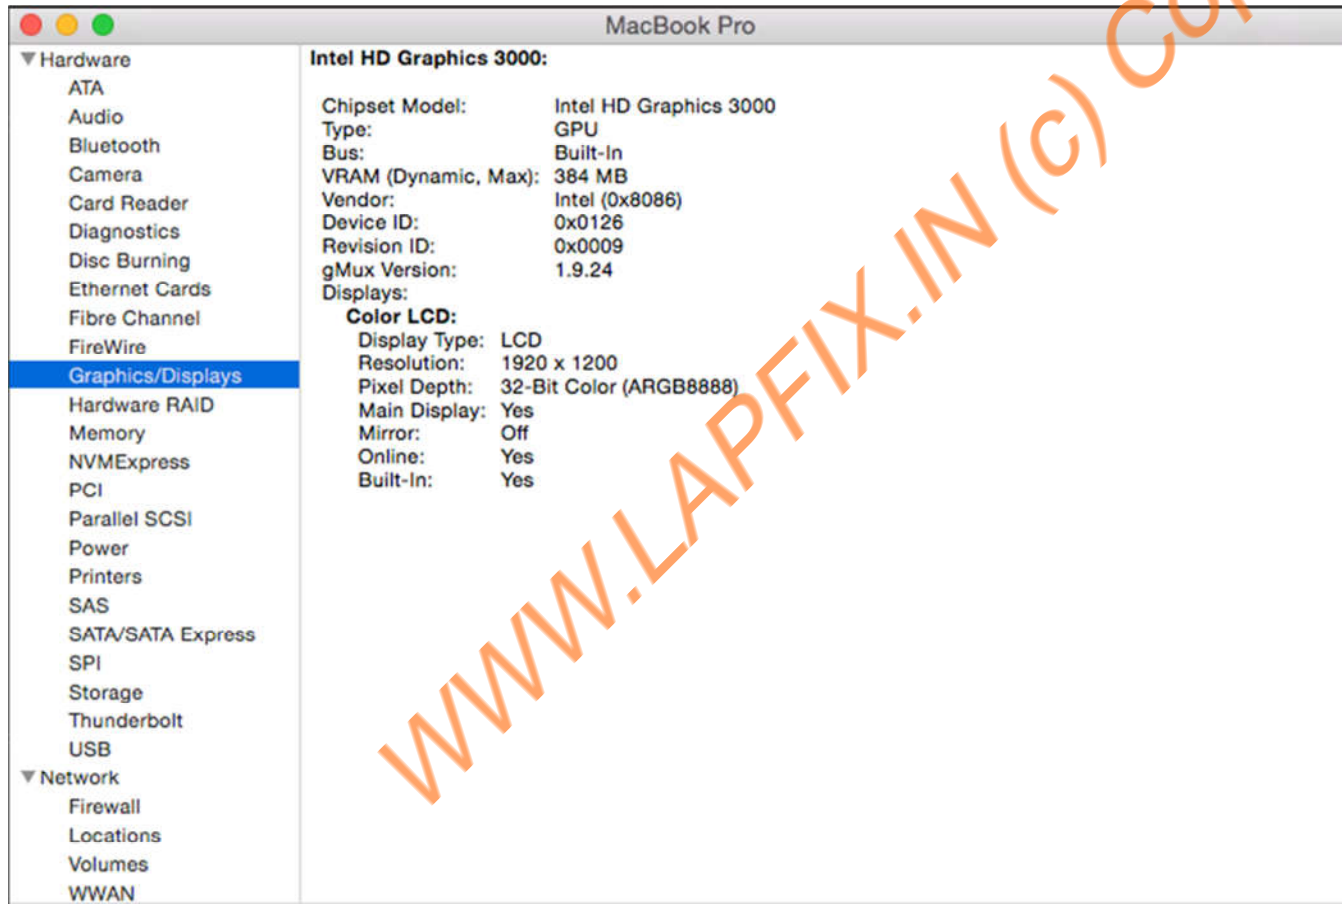 MacBook Pro
Hardware
ATA
Audio
Bluetooth
Camera
Card Reader
Diagnostics
Disc Burning
Ethernet Cards
Fibre Channel
FireWire
Graphics/Displays
Hardware RAID
Memory
NVMExpress
PCI
Parallel SCSI
Power
Printers
SAS
SATA/SATA Express
SPI
Storage
Thunderbolt
USB
Network
Firewall
Locations
Volumes
WWAN
Intel HD Graphics 3000:
Chipset Model: Intel HD Graphics 3000
Type: GPU
Bus: Built-In
VRAM (Dynamic, Max): 384 MB
Vendor: Intel (0x8086)
Device ID: 0x0126
Revision ID: 0x0009
gMux Version: 1.9.24
Displays:
Color LCD:
Display Type: LCD
Resolution: 1920 x 1200
Pixel Depth: 32-Bit Color (ARGB8888)
Main Display: Yes
Mirror: Off
Online: Yes
Built-In: Yes
WWW.LAPFIX.IN (c)